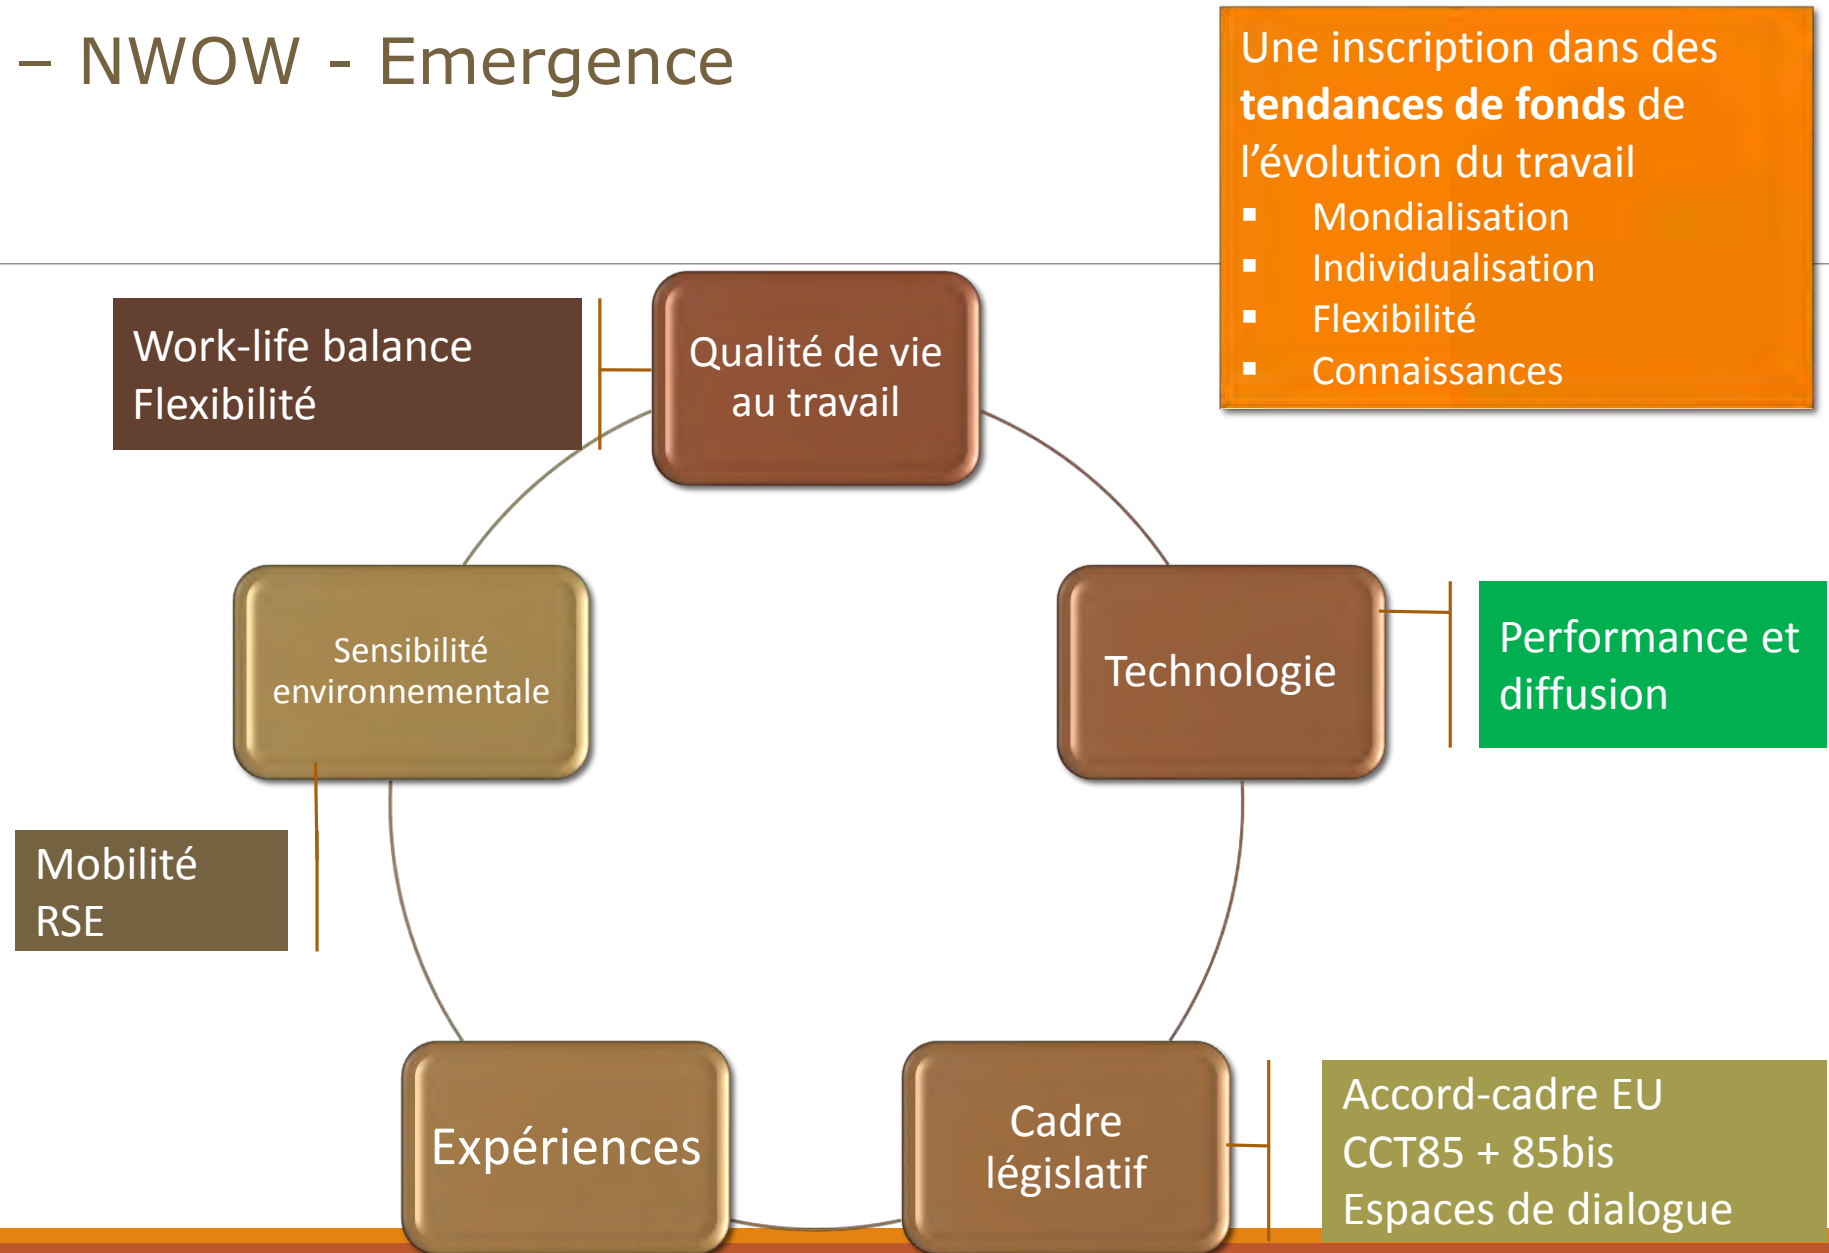 – NWOW - Emergence
Une inscription dans des
tendances de fonds de
l’évolution du travail
▪ Mondialisation
▪ Individualisation
▪ Flexibilité
▪ Connaissances
Work-life balance
Flexibilité
Qualité de vie
au travail
Sensibilité
environnementale
Technologie
Performance et
diffusion
Mobilité
RSE
Expériences
Cadre
législatif
Accord-cadre EU
CCT85 + 85bis
Espaces de dialogue